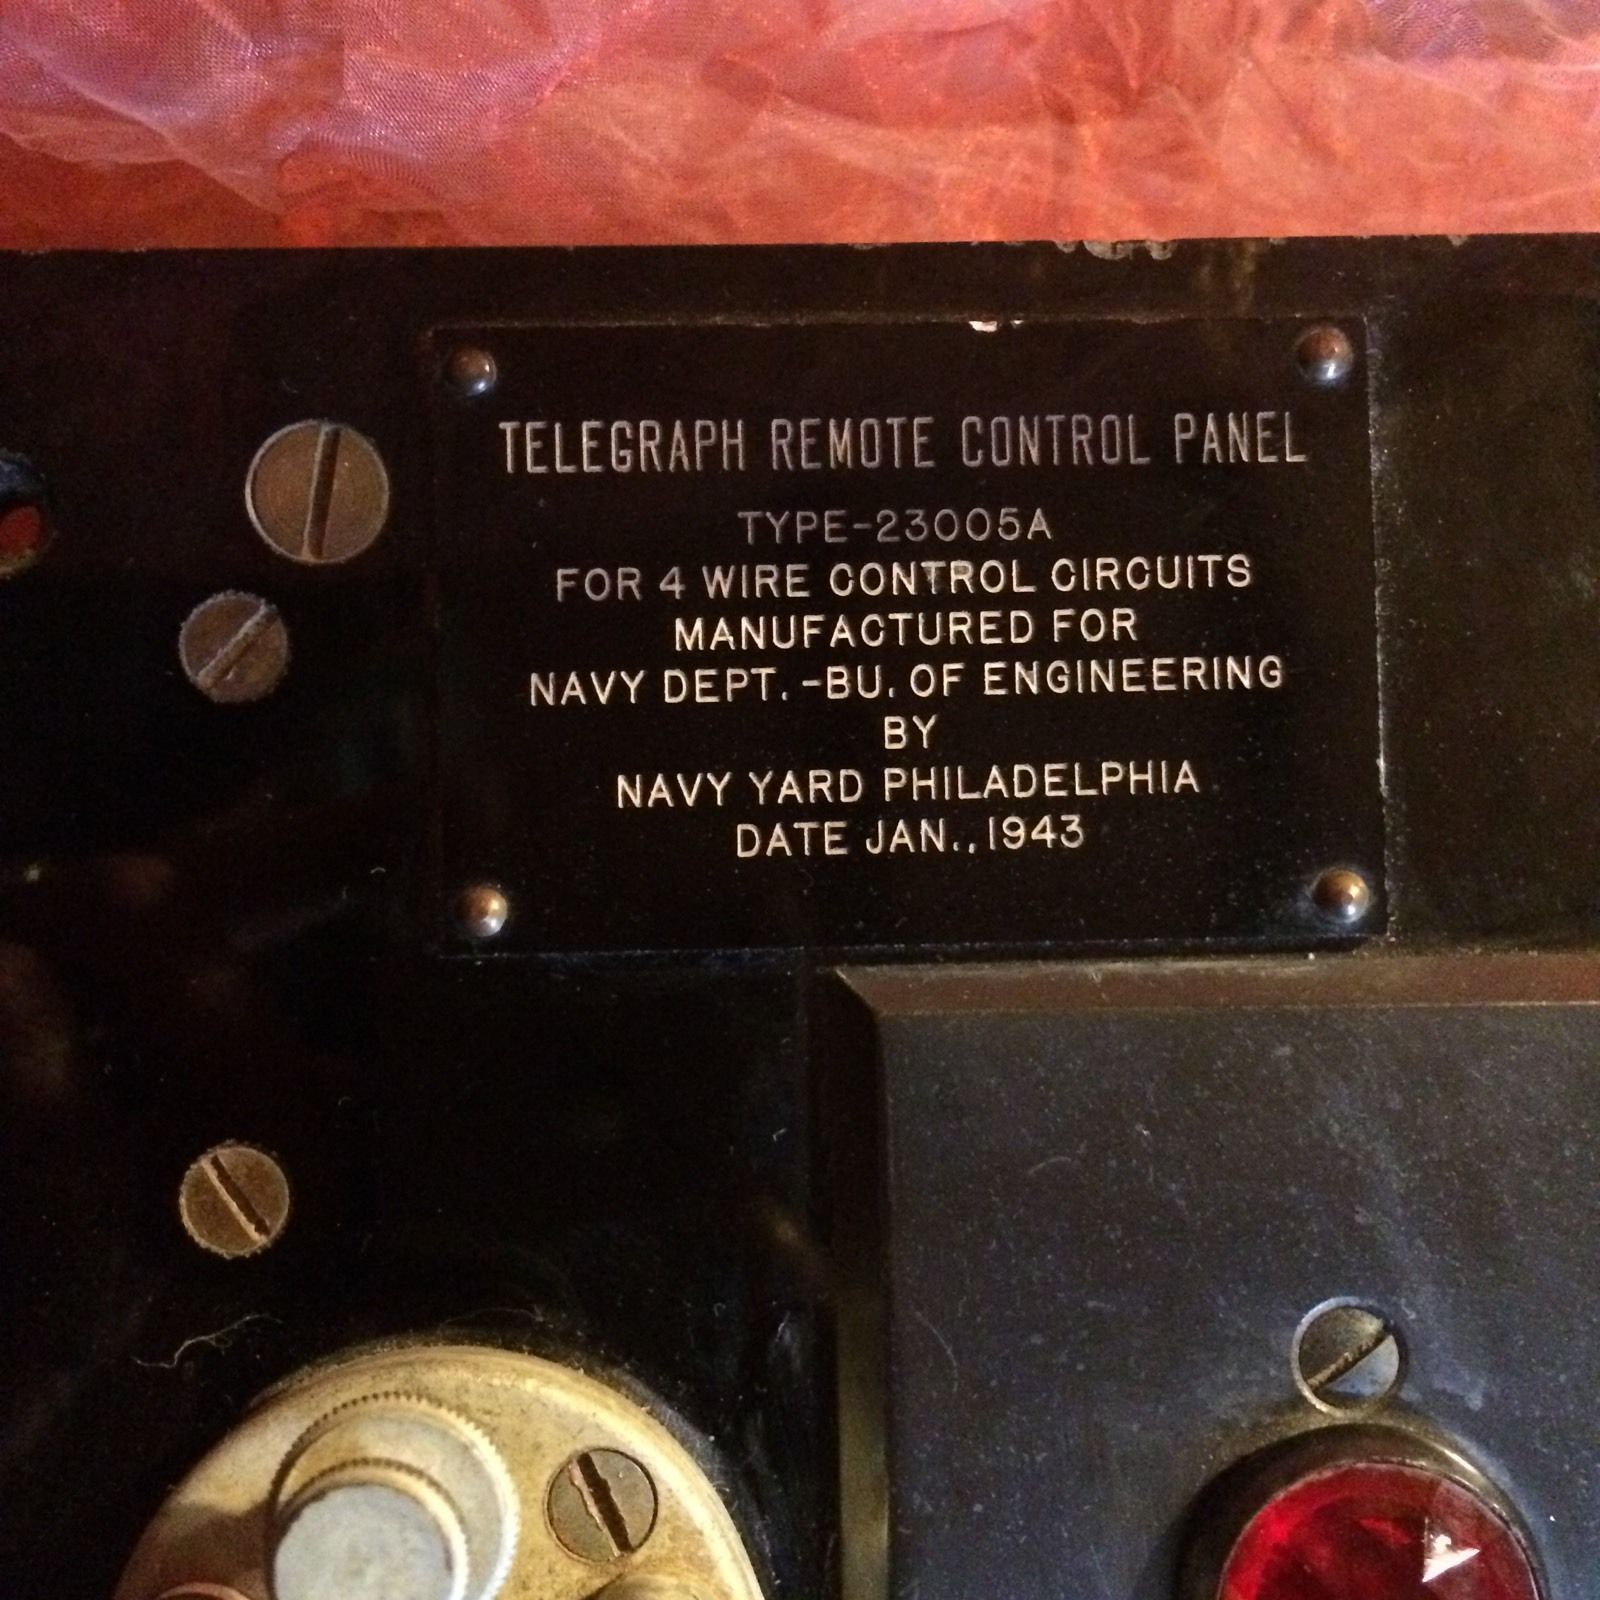 TELEGRAPH REMOTE CONTROL PANEL
TYPE-23005A
FOR 4 WIRE CONTROL CIRCUITS
MANUFACTURED FOR
NAVY DEPT.-BU. OF ENGINEERING
BY
NAVY YARD PHILADELPHIA
DATE JAN.,1943